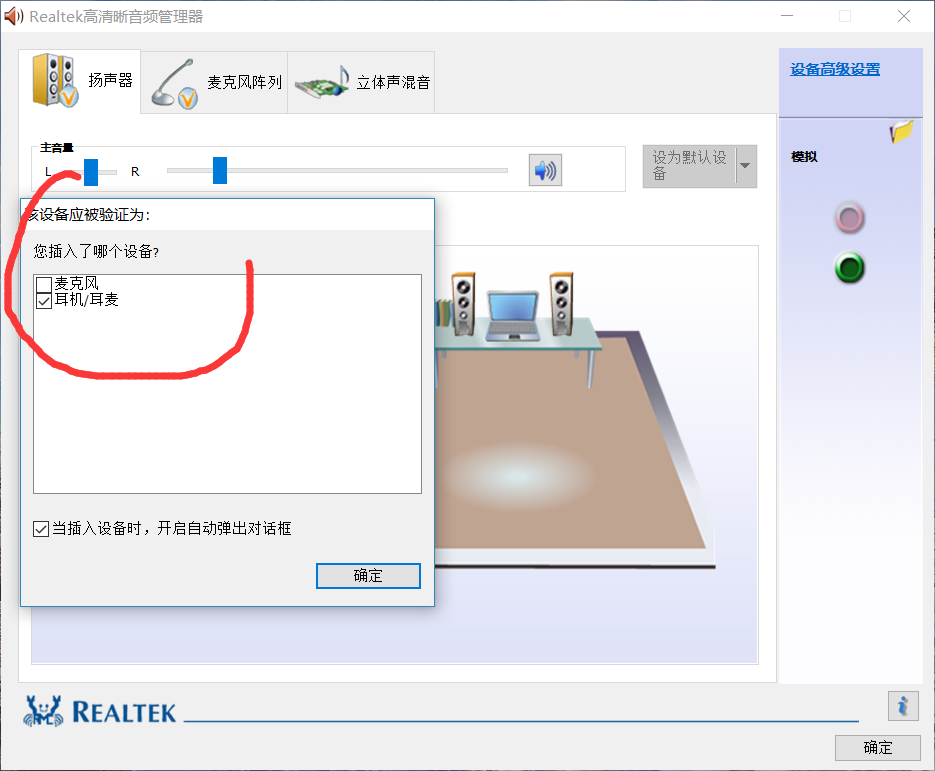 Realtek高清晰音频管理器
扬声器
麦克风阵列
立体声混音
设备高级设置
主音量
L
R
设为默认设备
模拟
该设备应被验证为:
您插入了哪个设备?
麦克风
耳机/耳麦
当插入设备时，开启自动弹出对话框
确定
REALTEK
确定